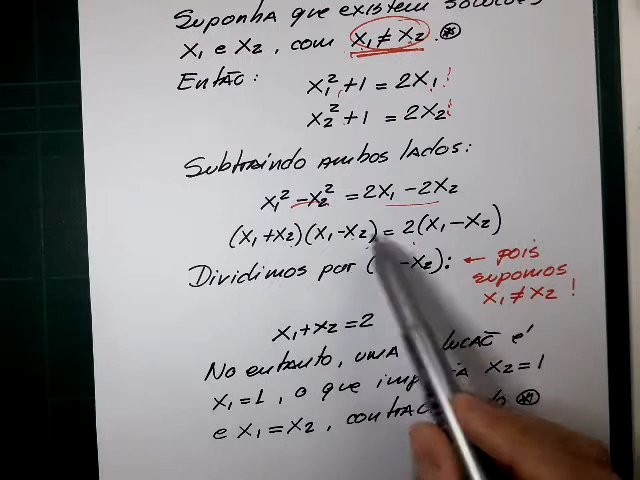 Suponha que existem soluções
x₁ e x₂, com x₁ ≠ x₂. *
Então:
x₁² + 1 = 2x₁
x₂² + 1 = 2x₂
Subtraindo ambos lados:
x₁² - x₂² = 2x₁ - 2x₂
(x₁ + x₂)(x₁ - x₂) = 2(x₁ - x₂)
Dividimos por ( - x₂): ← pois
supomos
x₁ ≠ x₂ !
x₁ + x₂ = 2
No entanto, uma é
x₁ = 1, o que x₂ = 1
e x₁ = x₂, *